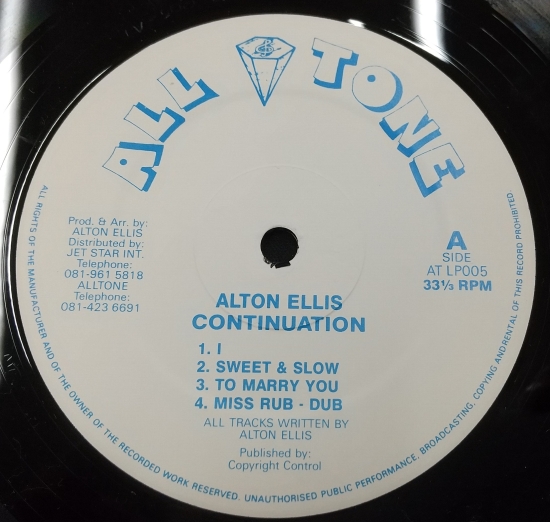 ALL TONE
Prod. & Arr. by:
ALTON ELLIS
Distributed by:
JET STAR INT.
Telephone:
081-961 5818
ALLTONE
Telephone:
081-423 6691
A
SIDE
AT LP005
33⅓ RPM
ALTON ELLIS
CONTINUATION
1. I
2. SWEET & SLOW
3. TO MARRY YOU
4. MISS RUB - DUB
ALL TRACKS WRITTEN BY
ALTON ELLIS
Published by:
Copyright Control
ALL RIGHTS OF THE MANUFACTURER AND OF THE OWNER OF THE RECORDED WORK RESERVED. UNAUTHORISED PUBLIC PERFORMANCE, BROADCASTING, COPYING AND RENTAL OF THIS RECORD PROHIBITED